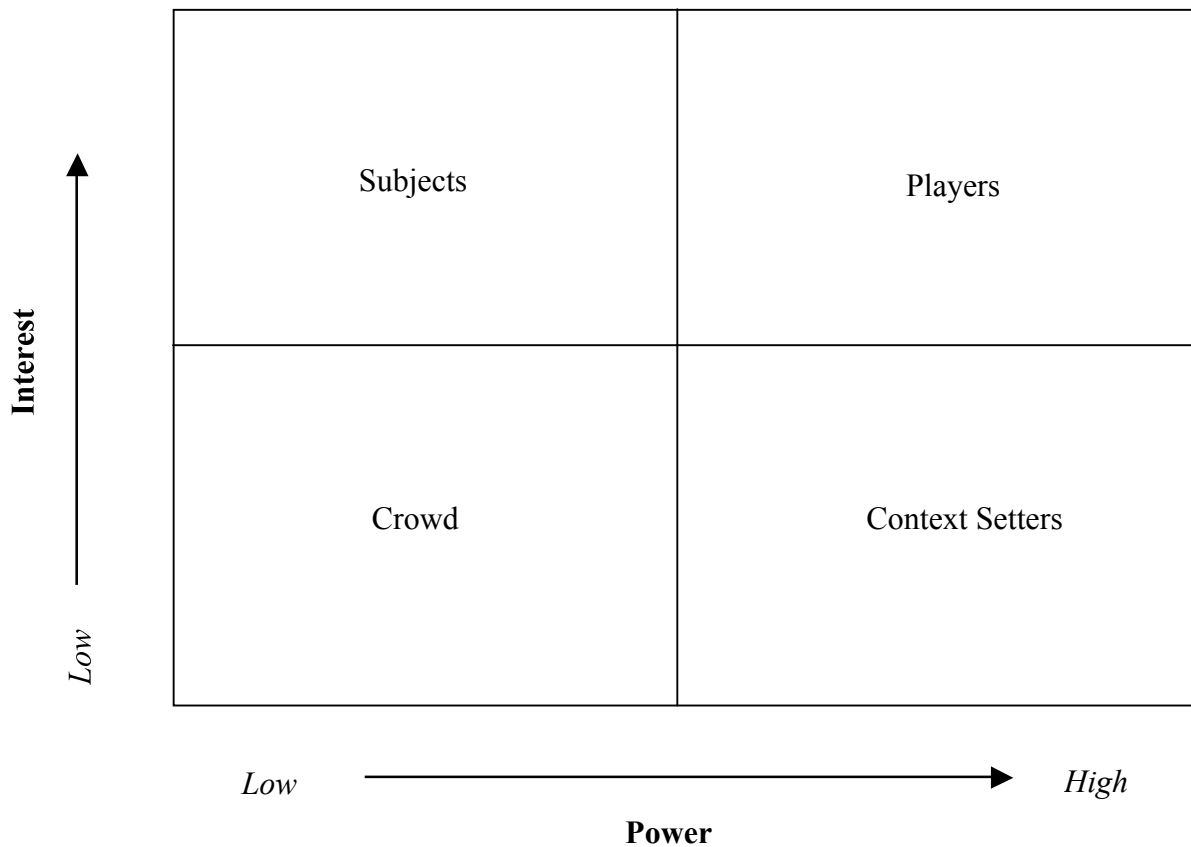 Subjects
Players
Interest
Crowd
Context Setters
Low
Low
High
Power